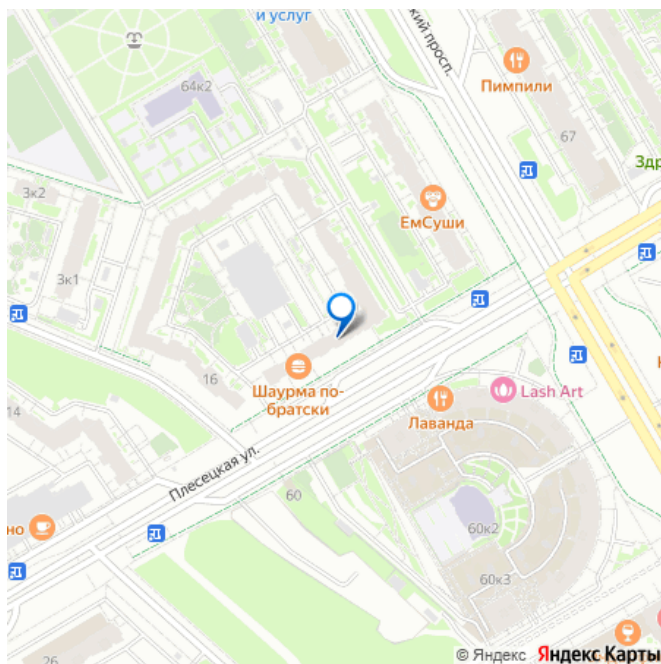 и услуг
кий просп.
Пимпили
64к2
67
Здр
3к2
ЕмСуши
3к1
16
Шаурма по-
братски
Lash Art
Лаванда
14
Плесецкая ул.
60
но
60к2
60к3
26
© Яндекс Яндекс Карты